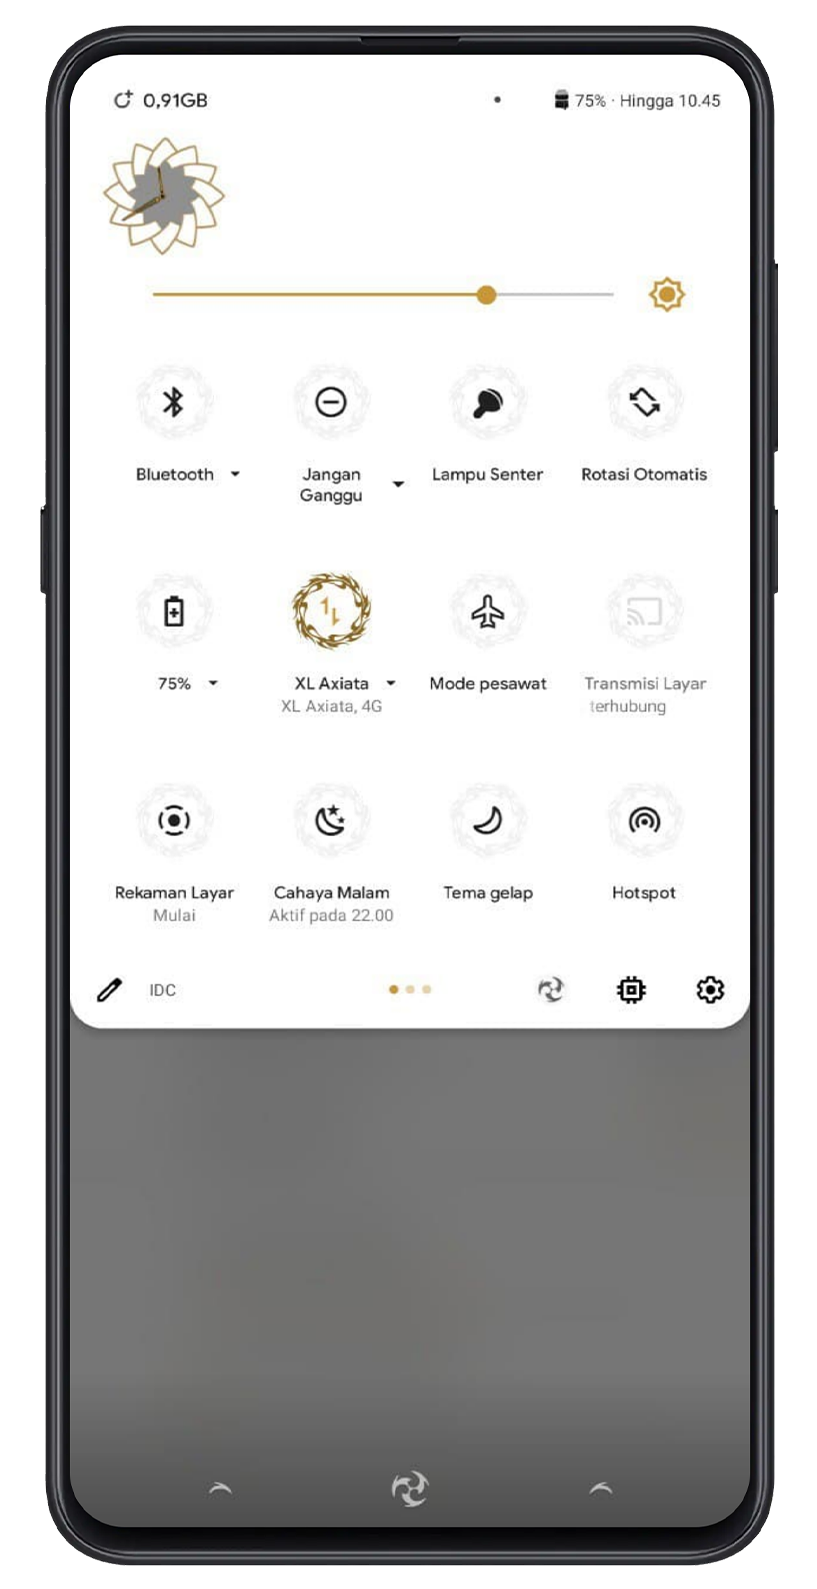 0,91GB
75% · Hingga 10.45
Bluetooth
Jangan
Ganggu
Lampu Senter
Rotasi Otomatis
75%
XL Axiata
XL Axiata, 4G
Mode pesawat
Transmisi Layar
terhubung
Rekaman Layar
Mulai
Cahaya Malam
Aktif pada 22.00
Tema gelap
Hotspot
IDC